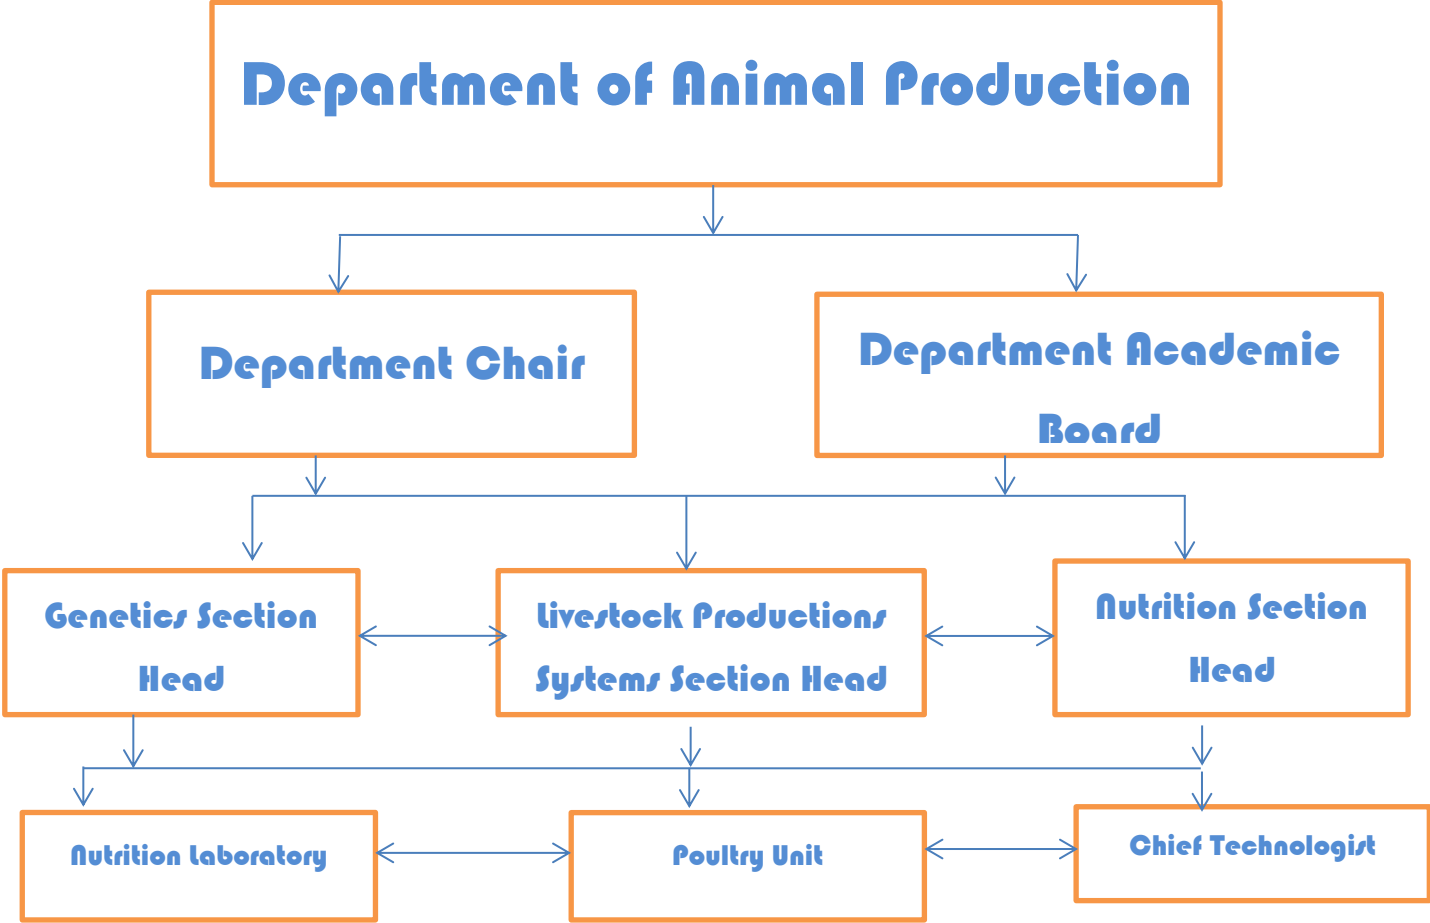 Department of Animal Production
Department Chair
Department Academic
Board
Genetics Section
Head
Livestock Productions
Systems Section Head
Nutrition Section
Head
Nutrition Laboratory
Poultry Unit
Chief Technologist